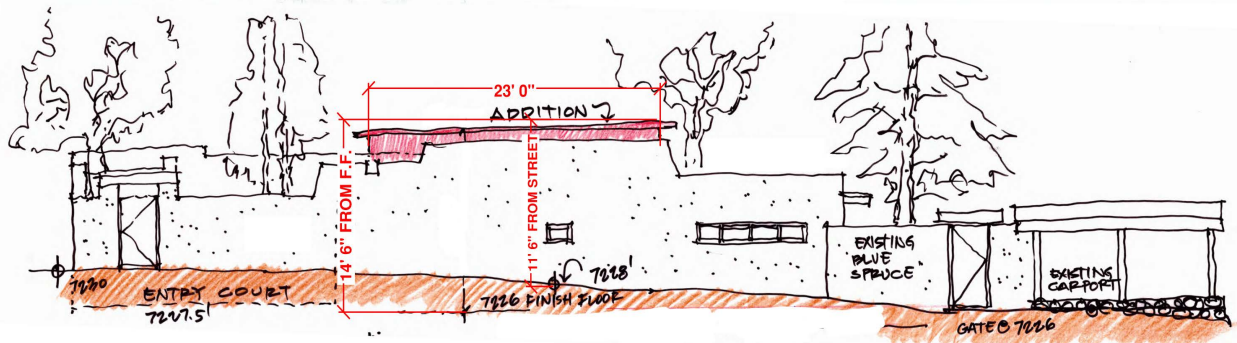 23' 0"
ADDITION
14' 6" FROM F.F.
11' 6" FROM STREET
7230
ENTRY COURT
7227.5'
7228'
7226 FINISH FLOOR
EXISTING
BLUE
SPRUCE
EXISTING
CARPORT
GATE @ 7226